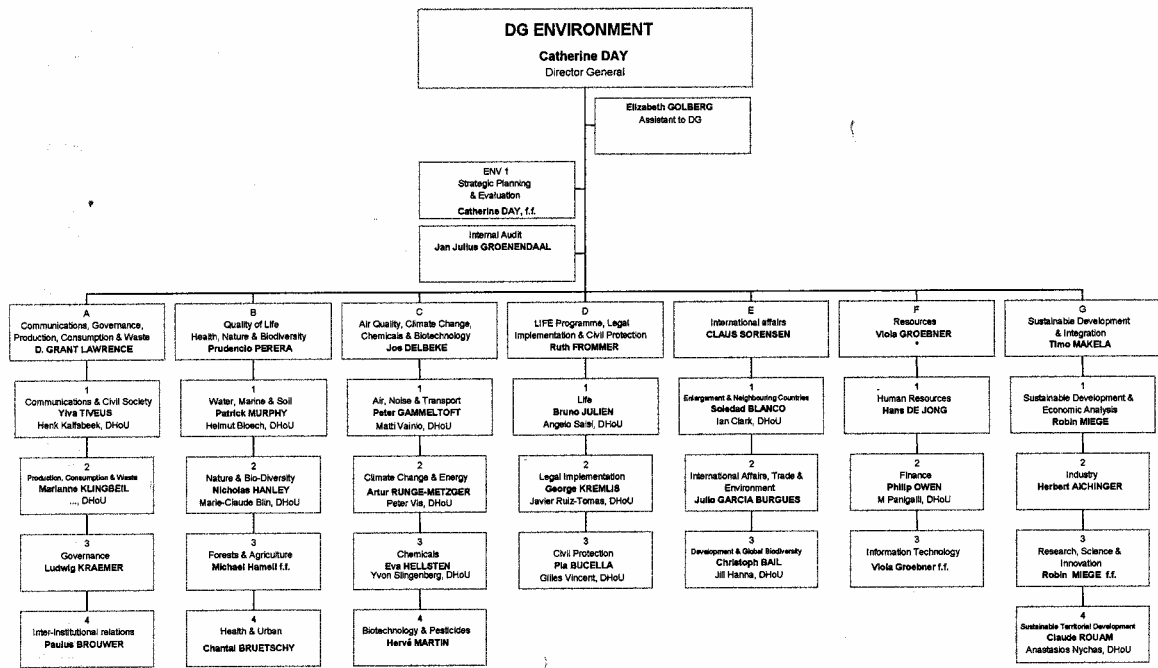 DG ENVIRONMENT
Catherine DAY
Director General
Elizabeth GOLBERG
Assistant to DG
ENV 1
Strategic Planning
& Evaluation
Catherine DAY, f.f.
Internal Audit
Jan Julius GROENENDAAL
A
Communications, Governance,
Production, Consumption & Waste
D. GRANT LAWRENCE
1
Communications & Civil Society
Ylva TIVEUS
Henk Kalfsbeek, DHoU
2
Production, Consumption & Waste
Marianne KLINGBEIL
..., DHoU
3
Governance
Ludwig KRAEMER
4
Inter-Institutional relations
Paulus BROUWER
B
Quality of Life
Health, Nature & Biodiversity
Prudencio PERERA
1
Water, Marine & Soil
Patrick MURPHY
Helmut Bloech, DHoU
2
Nature & Bio-Diversity
Nicholas HANLEY
Marie-Claude Blin, DHoU
3
Forests & Agriculture
Michael Hamell f.f.
4
Health & Urban
Chantal BRUETSCHY
C
Air Quality, Climate Change,
Chemicals & Biotechnology
Jos DELBEKE
1
Air, Noise & Transport
Peter GAMMELTOFT
Matti Vainio, DHoU
2
Climate Change & Energy
Artur RUNGE-METZGER
Peter Vis, DHoU
3
Chemicals
Eva HELLSTEN
Yvon Slingenberg, DHoU
4
Biotechnology & Pesticides
Hervé MARTIN
D
LIFE Programme, Legal
Implementation & Civil Protection
Ruth FROMMER
1
Life
Bruno JULIEN
Angelo Salsi, DHoU
2
Legal Implementation
George KREMLIS
Javier Ruiz-Tomas, DHoU
3
Civil Protection
Pia BUCELLA
Gilles Vincent, DHoU
E
International affairs
CLAUS SORENSEN
1
Enlargement & Neighbouring Countries
Soledad BLANCO
Ian Clark, DHoU
2
International Affairs, Trade &
Environment
Julio GARCIA BURGUES
3
Development & Global Biodiversity
Christoph BAIL
Jill Hanna, DHoU
F
Resources
Viola GROEBNER
*
1
Human Resources
Hans DE JONG
2
Finance
Philip OWEN
M Panigalli, DHoU
3
Information Technology
Viola Groebner f.f.
G
Sustainable Development
& Integration
Timo MAKELA
1
Sustainable Development &
Economic Analysis
Robin MIEGE
2
Industry
Herbert AICHINGER
3
Research, Science &
Innovation
Robin MIEGE f.f.
4
Sustainable Territorial Development
Claude ROUAM
Anastasios Nychas, DHoU